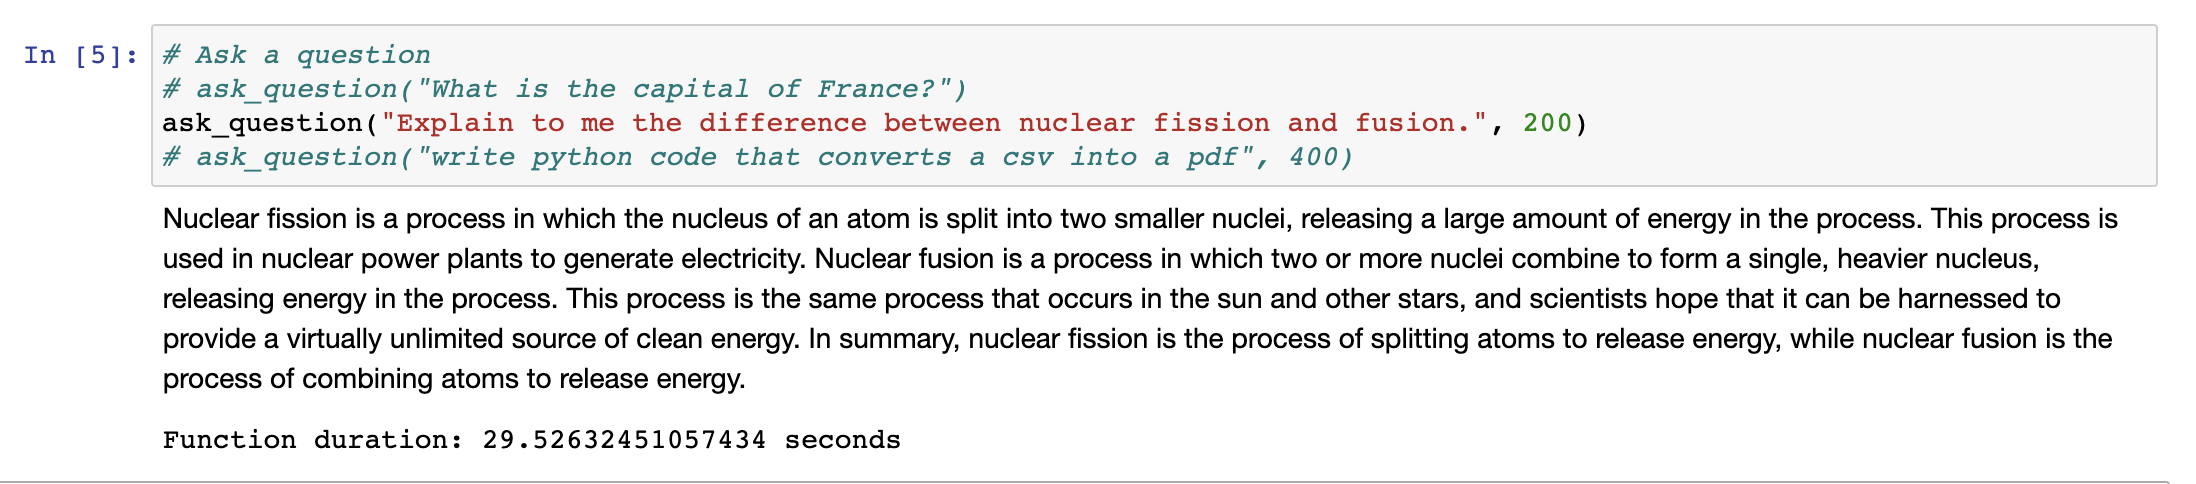 In [5]:
# Ask a question
# ask_question("What is the capital of France?")
ask_question("Explain to me the difference between nuclear fission and fusion.", 200)
# ask_question("write python code that converts a csv into a pdf", 400)
Nuclear fission is a process in which the nucleus of an atom is split into two smaller nuclei, releasing a large amount of energy in the process. This process is
used in nuclear power plants to generate electricity. Nuclear fusion is a process in which two or more nuclei combine to form a single, heavier nucleus,
releasing energy in the process. This process is the same process that occurs in the sun and other stars, and scientists hope that it can be harnessed to
provide a virtually unlimited source of clean energy. In summary, nuclear fission is the process of splitting atoms to release energy, while nuclear fusion is the
process of combining atoms to release energy.
Function duration: 29.52632451057434 seconds